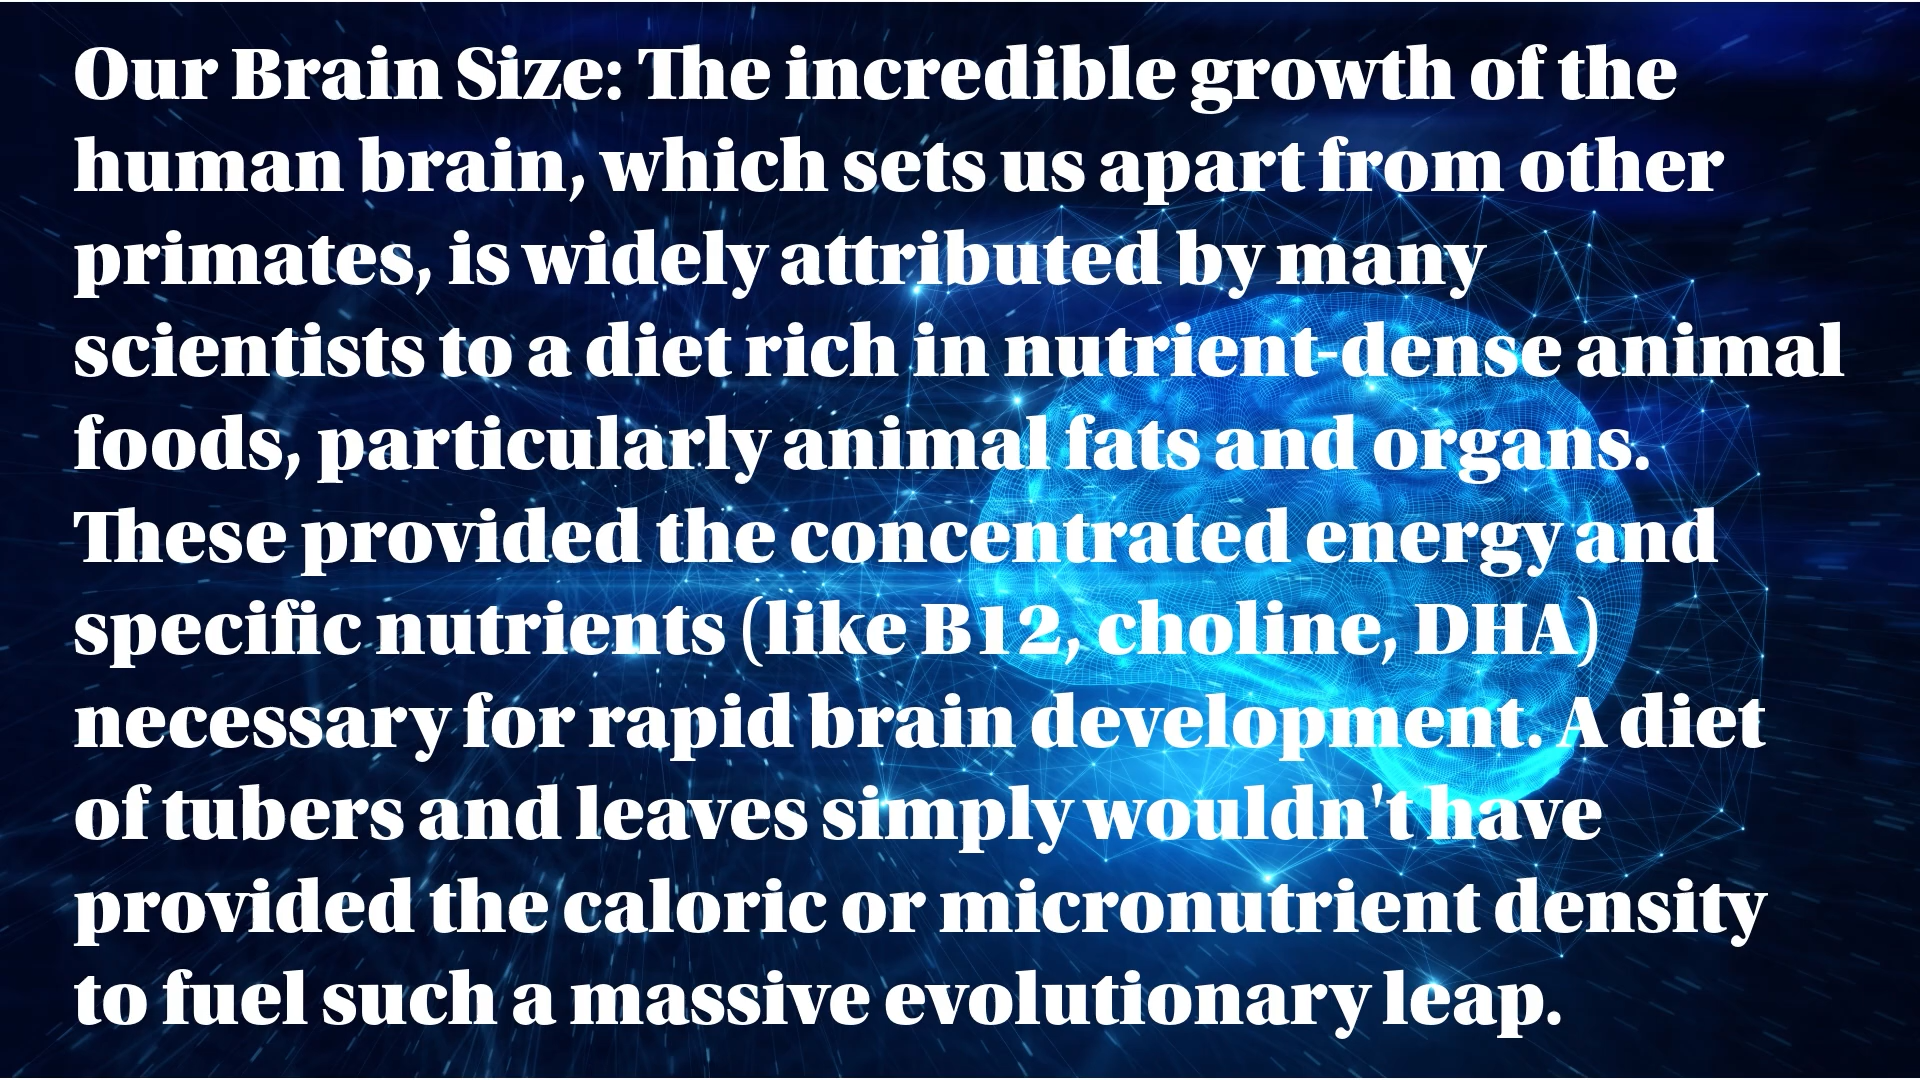 Our Brain Size: The incredible growth of the
human brain, which sets us apart from other
primates, is widely attributed by many
scientists to a diet rich in nutrient-dense animal
foods, particularly animal fats and organs.
These provided the concentrated energy and
specific nutrients (like B12, choline, DHA)
necessary for rapid brain development. A diet
of tubers and leaves simply wouldn't have
provided the caloric or micronutrient density
to fuel such a massive evolutionary leap.